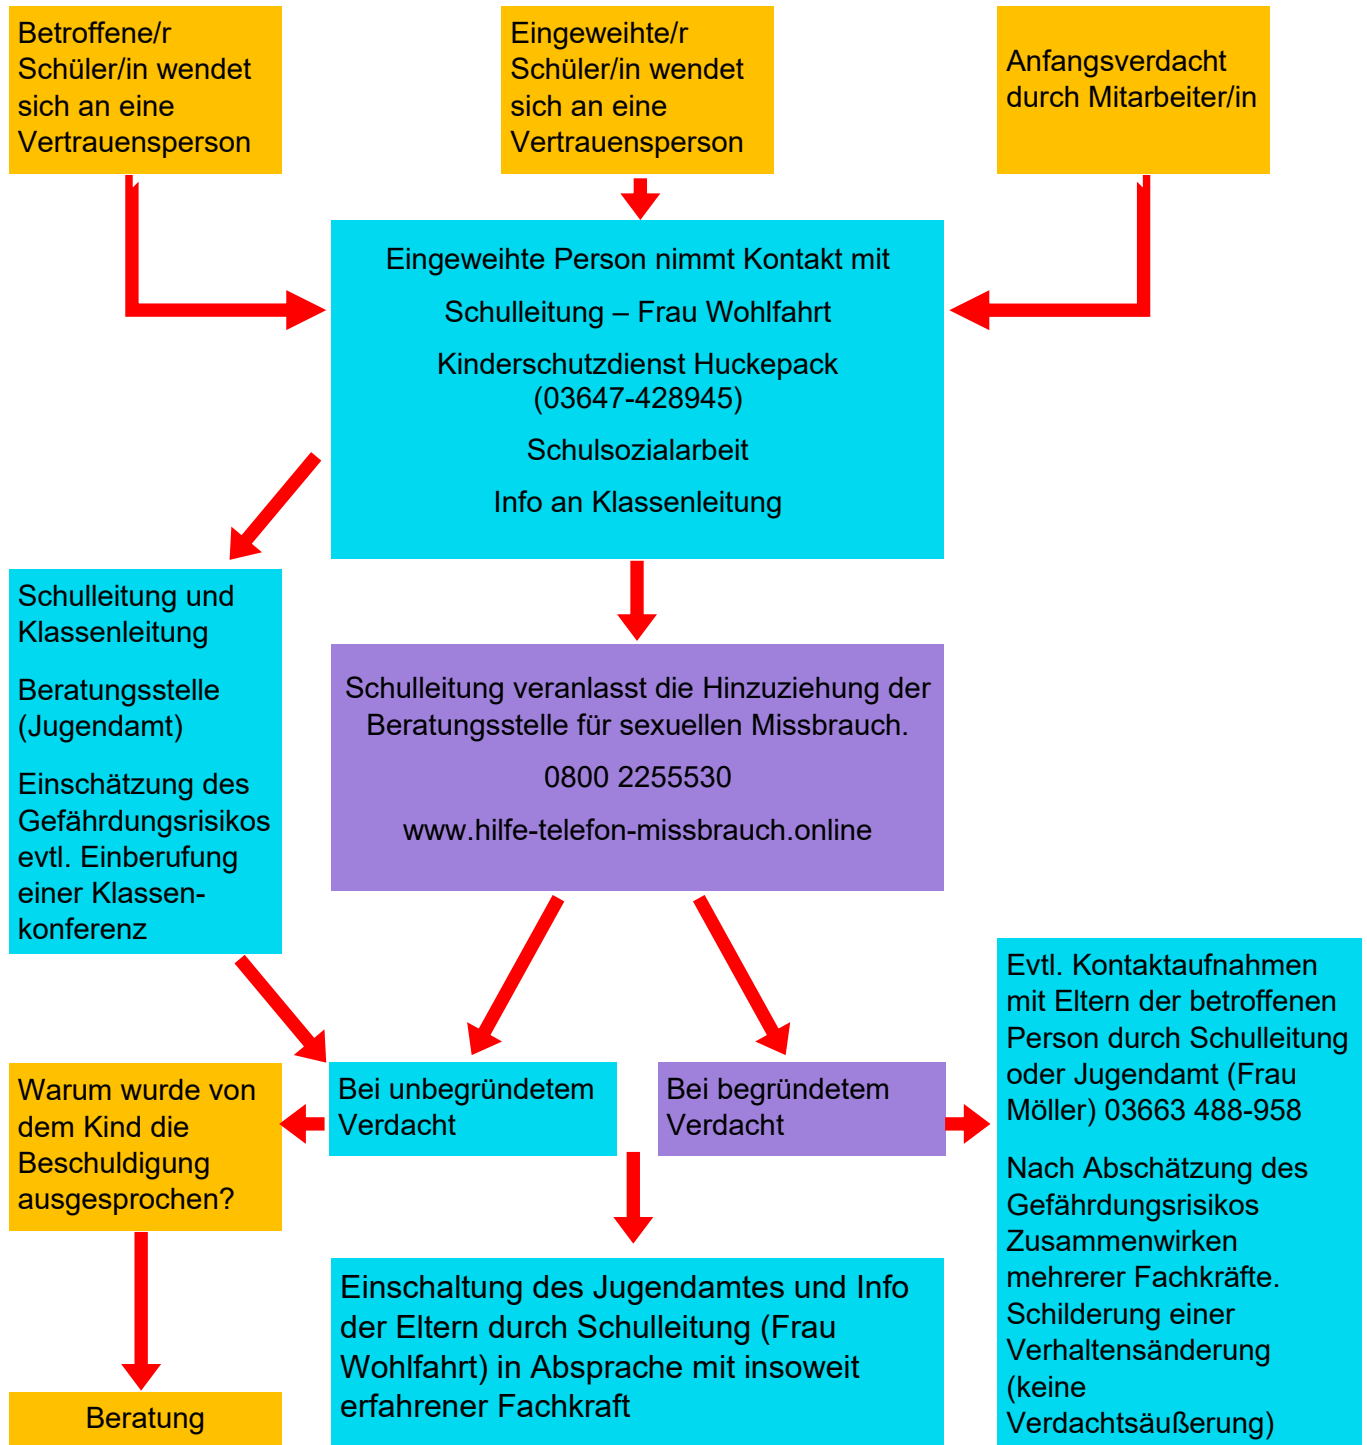 Betroffene/r
Schüler/in wendet
sich an eine
Vertrauensperson
Eingeweihte/r
Schüler/in wendet
sich an eine
Vertrauensperson
Anfangsverdacht
durch Mitarbeiter/in
Eingeweihte Person nimmt Kontakt mit
Schulleitung – Frau Wohlfahrt
Kinderschutzdienst Huckepack
(03647-428945)
Schulsozialarbeit
Info an Klassenleitung
Schulleitung und
Klassenleitung
Beratungsstelle
(Jugendamt)
Einschätzung des
Gefährdungsrisikos
evtl. Einberufung
einer Klassen-
konferenz
Schulleitung veranlasst die Hinzuziehung der
Beratungsstelle für sexuellen Missbrauch.
0800 2255530
www.hilfe-telefon-missbrauch.online
Warum wurde von
dem Kind die
Beschuldigung
ausgesprochen?
Bei unbegründetem
Verdacht
Bei begründetem
Verdacht
Evtl. Kontaktaufnahmen
mit Eltern der betroffenen
Person durch Schulleitung
oder Jugendamt (Frau
Möller) 03663 488-958
Nach Abschätzung des
Gefährdungsrisikos
Zusammenwirken
mehrerer Fachkräfte.
Schilderung einer
Verhaltensänderung
(keine
Verdachtsäußerung)
Einschaltung des Jugendamtes und Info
der Eltern durch Schulleitung (Frau
Wohlfahrt) in Absprache mit insoweit
erfahrener Fachkraft
Beratung